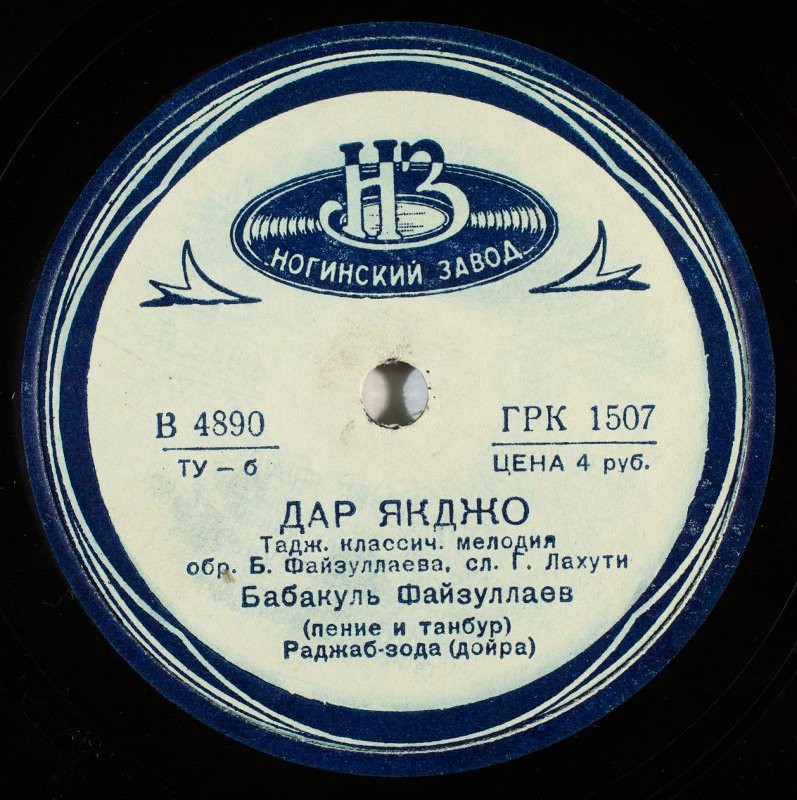 НЗ
НОГИНСКИЙ ЗАВОД
В 4890
ТУ – б
ГРК 1507
ЦЕНА 4 руб.
ДАР ЯКДЖО
Тадж. классич. мелодия
обр. Б. Файзуллаева, сл. Г. Лахути
Бабакуль Файзуллаев
(пение и танбур)
Раджаб-зода (дойра)